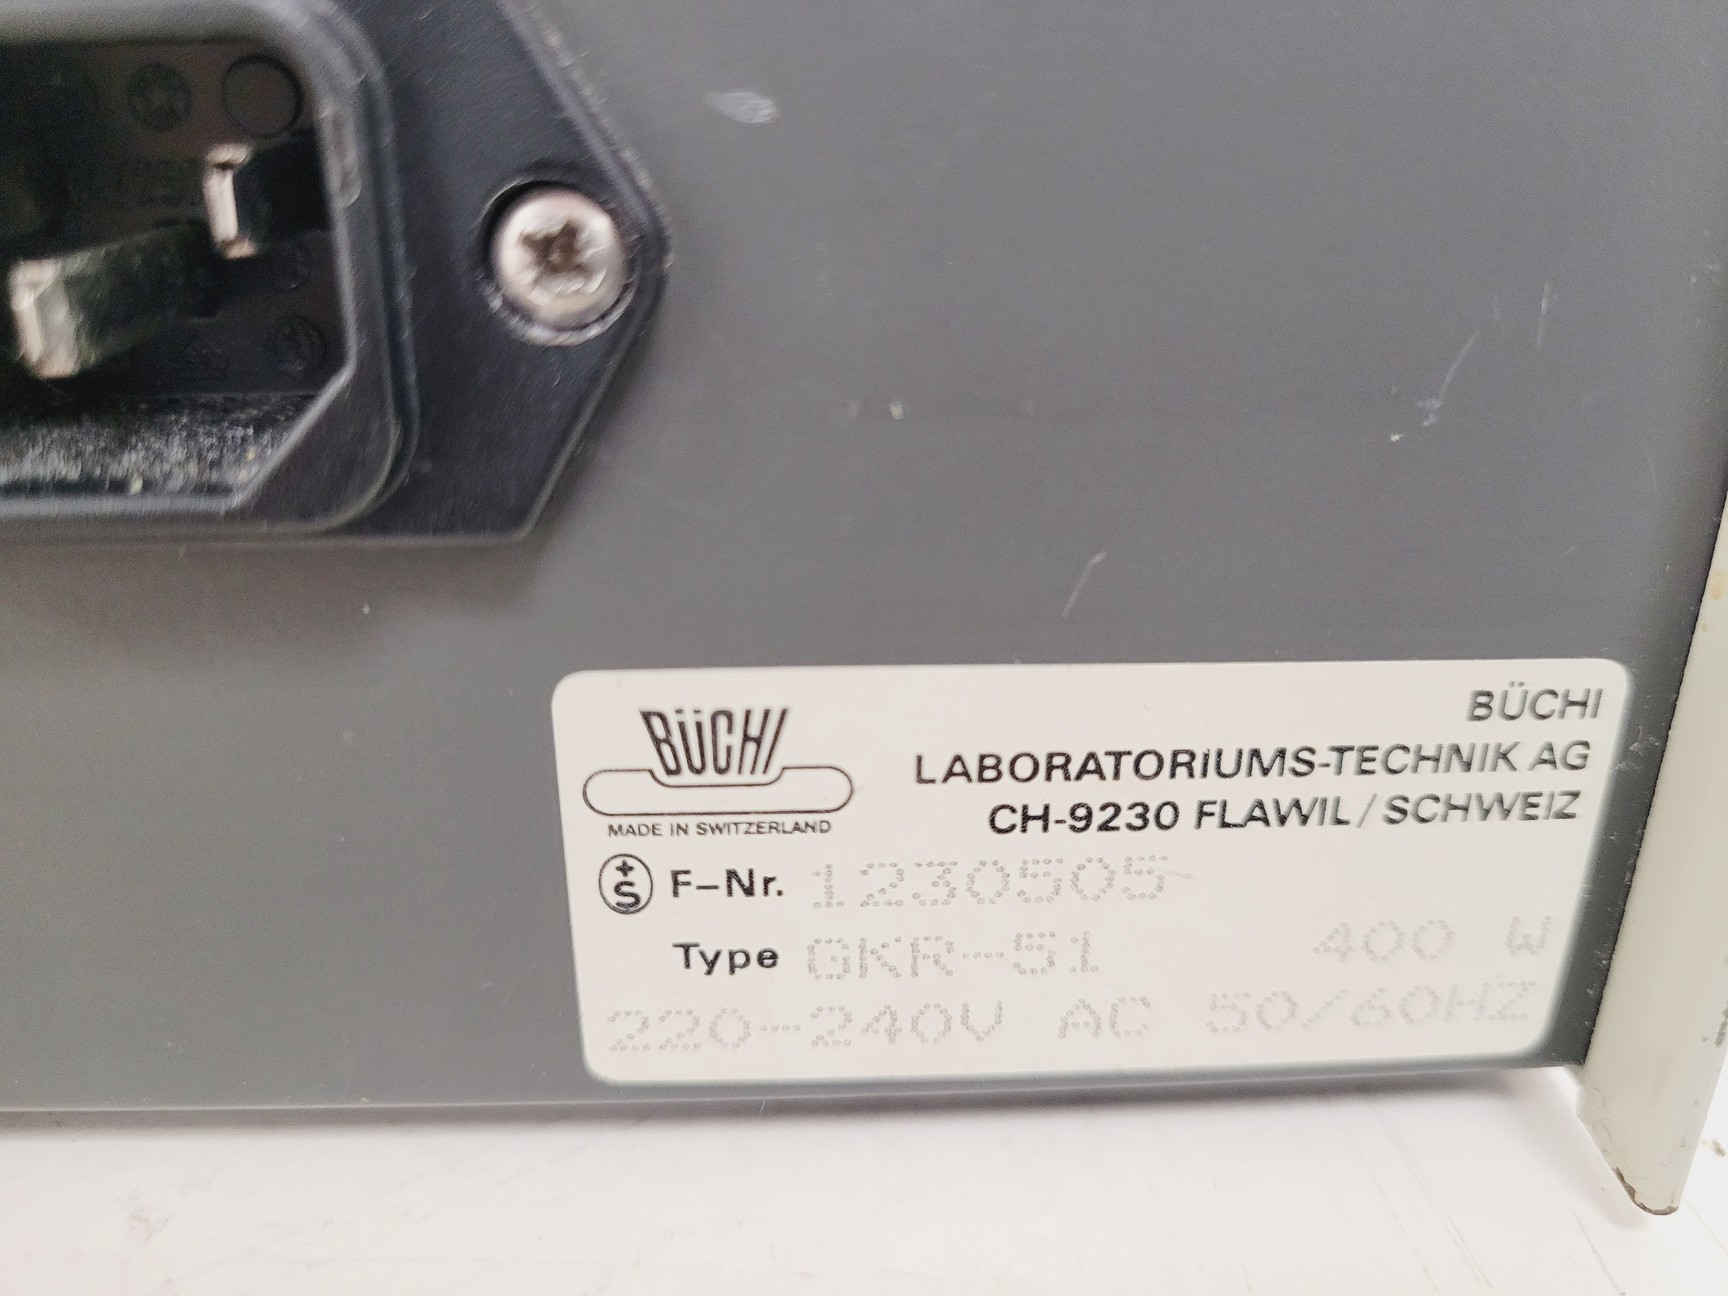 BÜCHI
MADE IN SWITZERLAND
BÜCHI
LABORATORIUMS-TECHNIK AG
CH-9230 FLAWIL / SCHWEIZ
+S F-Nr. 1230505
Type GKR-51 400 W
220-240V AC 50/60HZ